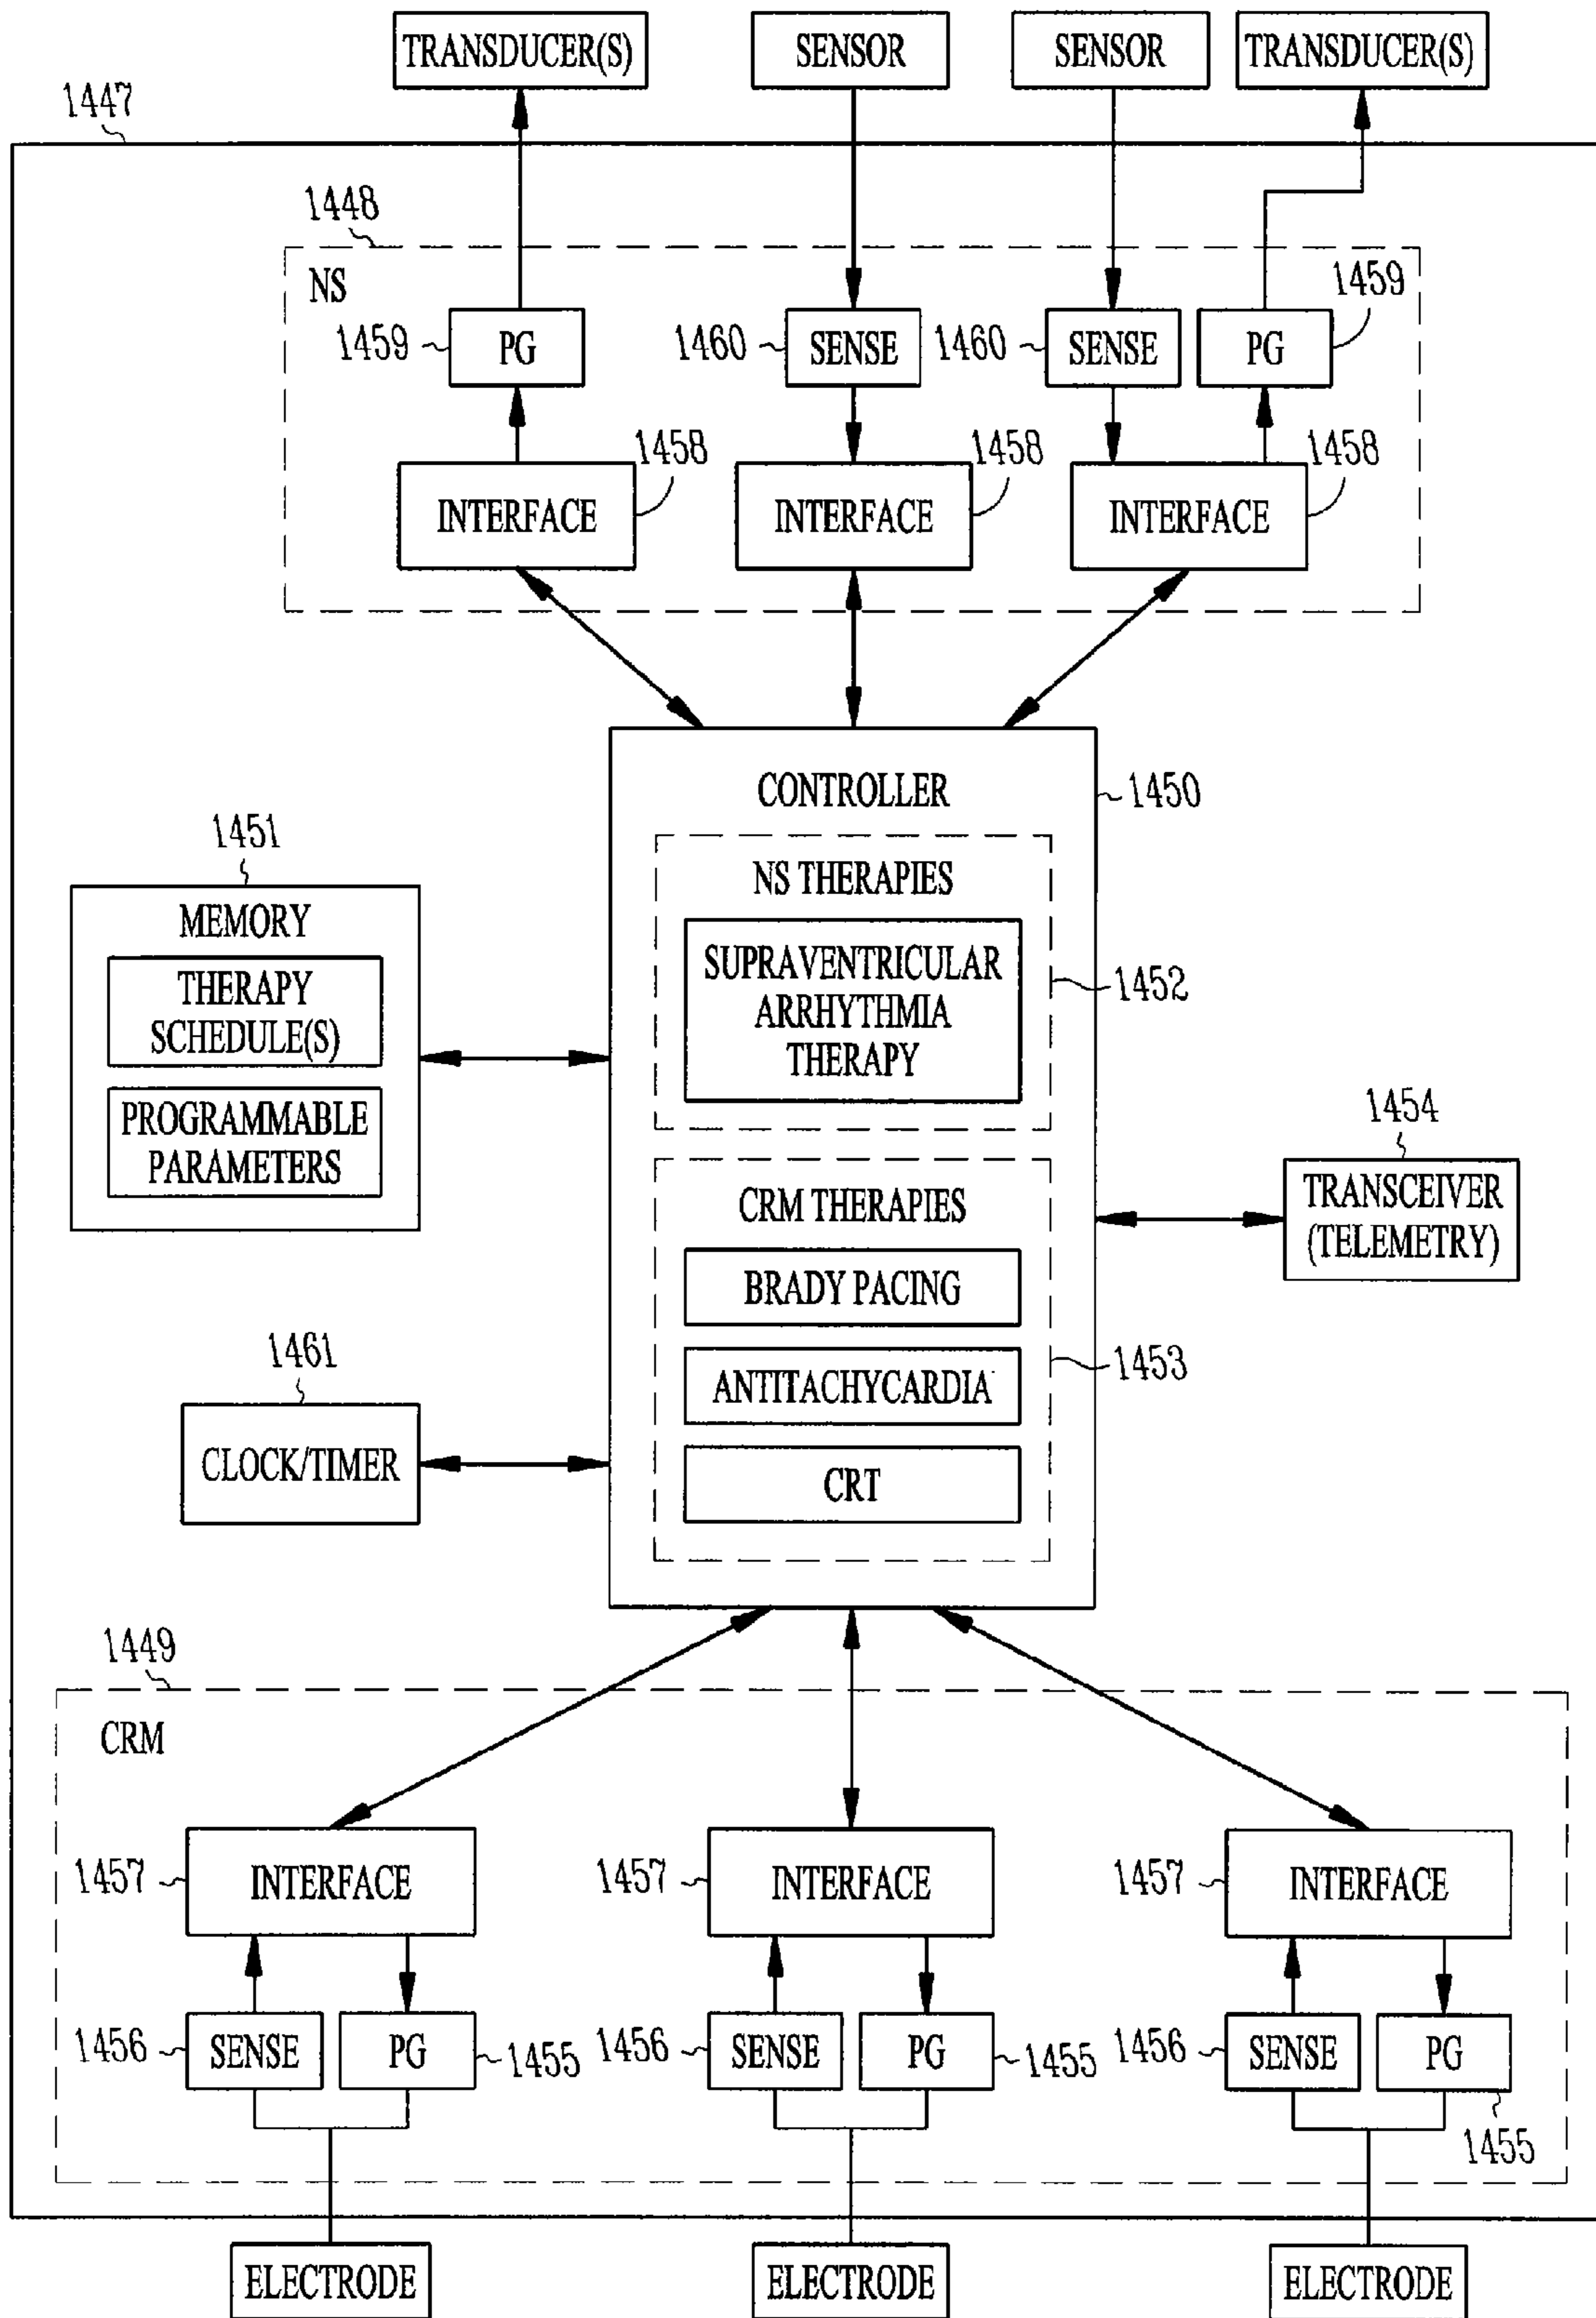 TRANSDUCER(S)
SENSOR
SENSOR
TRANSDUCER(S)
1447
1448
NS
1459
PG
1460
SENSE
1460
SENSE
PG
1459
1458
1458
1458
INTERFACE
INTERFACE
INTERFACE
CONTROLLER
1450
NS THERAPIES
SUPRAVENTRICULAR
ARRHYTHMIA
THERAPY
1452
1451
MEMORY
THERAPY
SCHEDULE(S)
PROGRAMMABLE
PARAMETERS
1454
TRANSCEIVER
(TELEMETRY)
CRM THERAPIES
BRADY PACING
ANTITACHYCARDIA
CRT
1453
1461
CLOCK/TIMER
1449
CRM
1457
INTERFACE
1457
INTERFACE
1457
INTERFACE
1456
SENSE
PG
1455
1456
SENSE
PG
1455
1456
SENSE
PG
1455
ELECTRODE
ELECTRODE
ELECTRODE